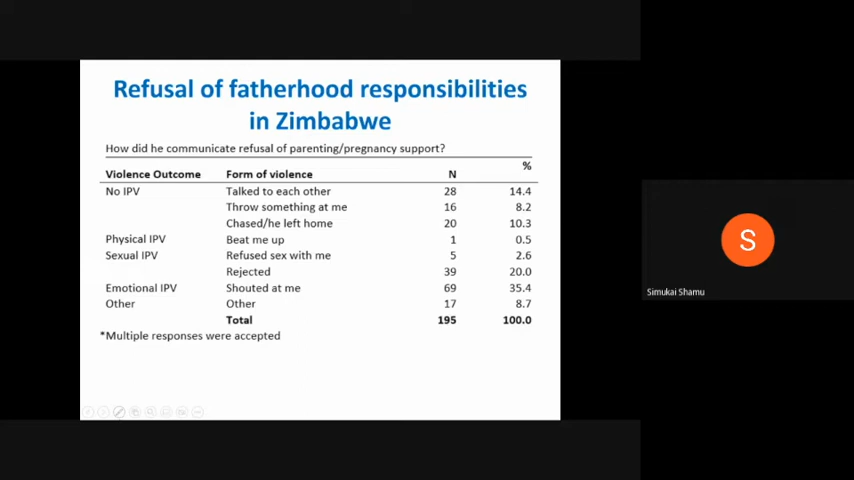 Refusal of fatherhood responsibilities
in Zimbabwe
How did he communicate refusal of parenting/pregnancy support?
Violence Outcome Form of violence N %
No IPV Talked to each other 28 14.4
Throw something at me 16 8.2
Chased/he left home 20 10.3
Physical IPV Beat me up 1 0.5
Sexual IPV Refused sex with me 5 2.6
Rejected 39 20.0
Emotional IPV Shouted at me 69 35.4
Other Other 17 8.7
Total 195 100.0
*Multiple responses were accepted
S
Simukai Shamu